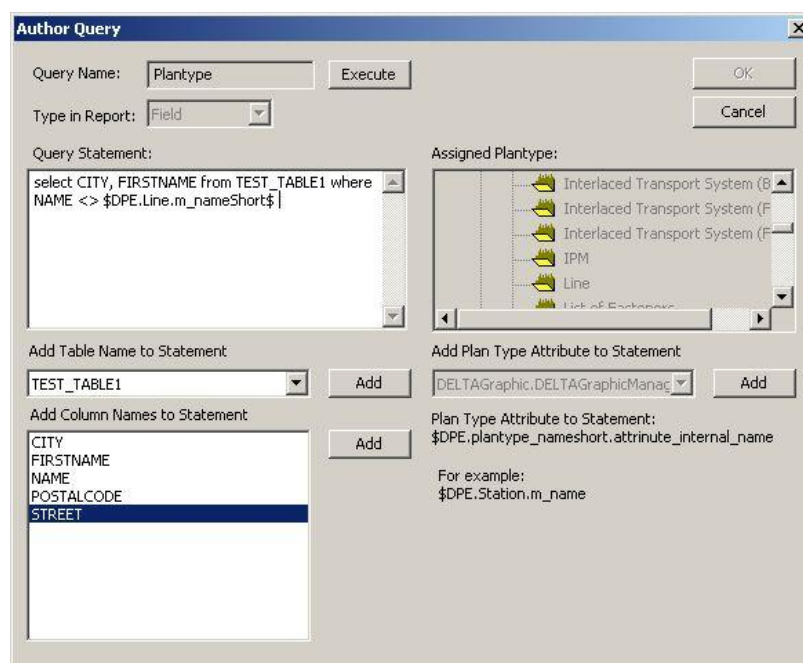 Author Query
Query Name: Plantype Execute OK
Type in Report: Field Cancel
Query Statement:
select CITY, FIRSTNAME from TEST_TABLE1 where
NAME <> $DPE.Line.m_nameShort$
Assigned Plantype:
Interlaced Transport System (B
Interlaced Transport System (F
Interlaced Transport System (F
IPM
Line
List of Fasteners
Add Table Name to Statement
TEST_TABLE1 Add
Add Plan Type Attribute to Statement
DELTAGraphic.DELTAGraphicManag Add
Add Column Names to Statement
CITY
FIRSTNAME
NAME
POSTALCODE
STREET
Add
Plan Type Attribute to Statement:
$DPE.plantype_nameshort.attrinute_internal_name
For example:
$DPE.Station.m_name